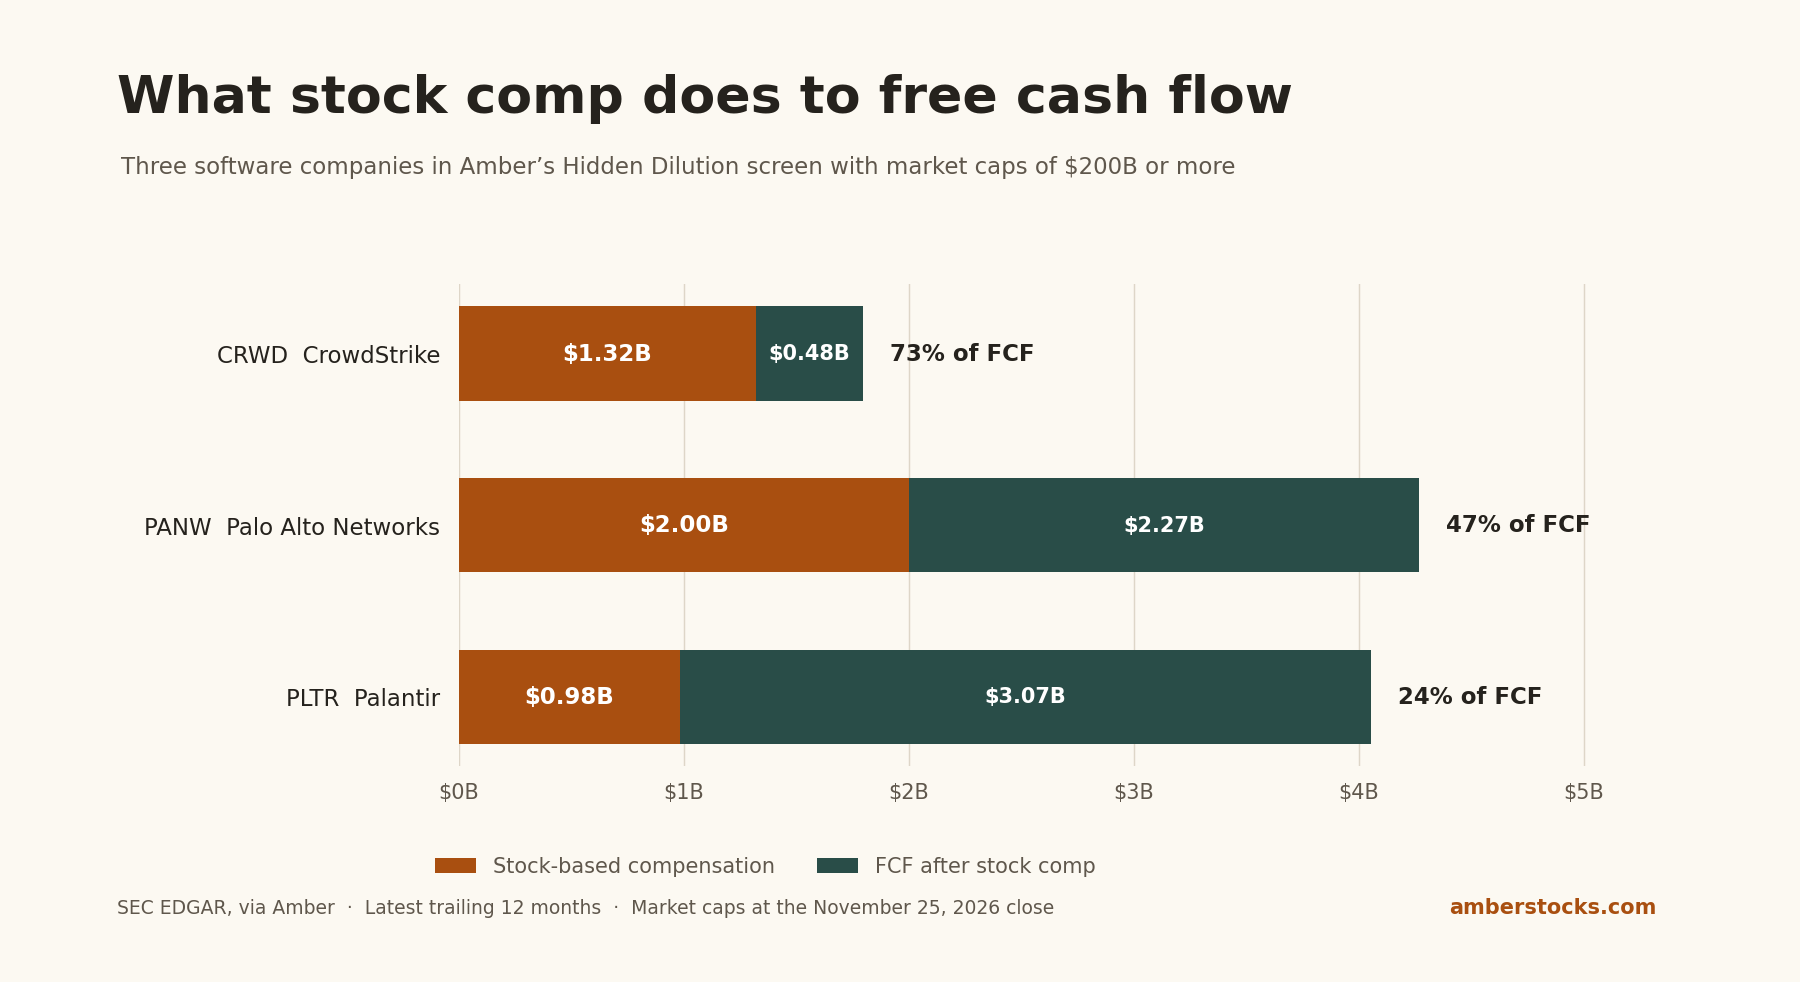 What stock comp does to free cash flow
Three software companies in Amber’s Hidden Dilution screen with market caps of $200B or more
CRWD  CrowdStrike
$1.32B
$0.48B
73% of FCF
PANW  Palo Alto Networks
$2.00B
$2.27B
47% of FCF
PLTR  Palantir
$0.98B
$3.07B
24% of FCF
$0B
$1B
$2B
$3B
$4B
$5B
Stock-based compensation
FCF after stock comp
SEC EDGAR, via Amber  ·  Latest trailing 12 months  ·  Market caps at the November 25, 2026 close
amberstocks.com